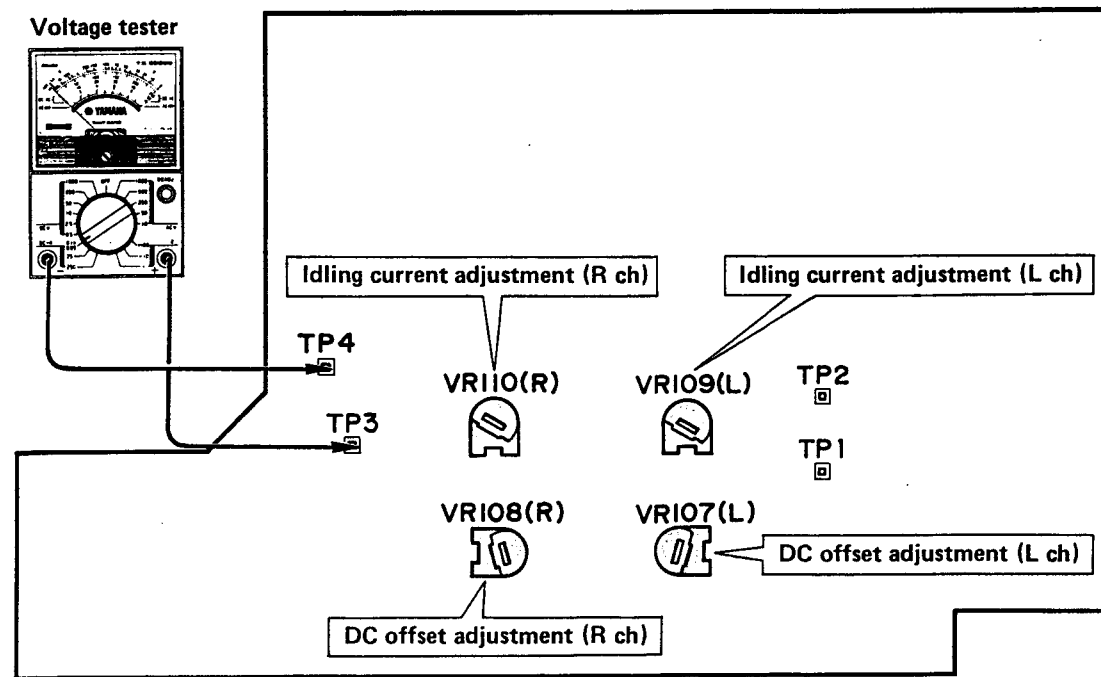 Voltage tester
YAMAHA
Idling current adjustment (R ch)
Idling current adjustment (L ch)
TP4
VR110(R)
VR109(L)
TP2
TP3
TP1
VR108(R)
VR107(L)
DC offset adjustment (L ch)
DC offset adjustment (R ch)